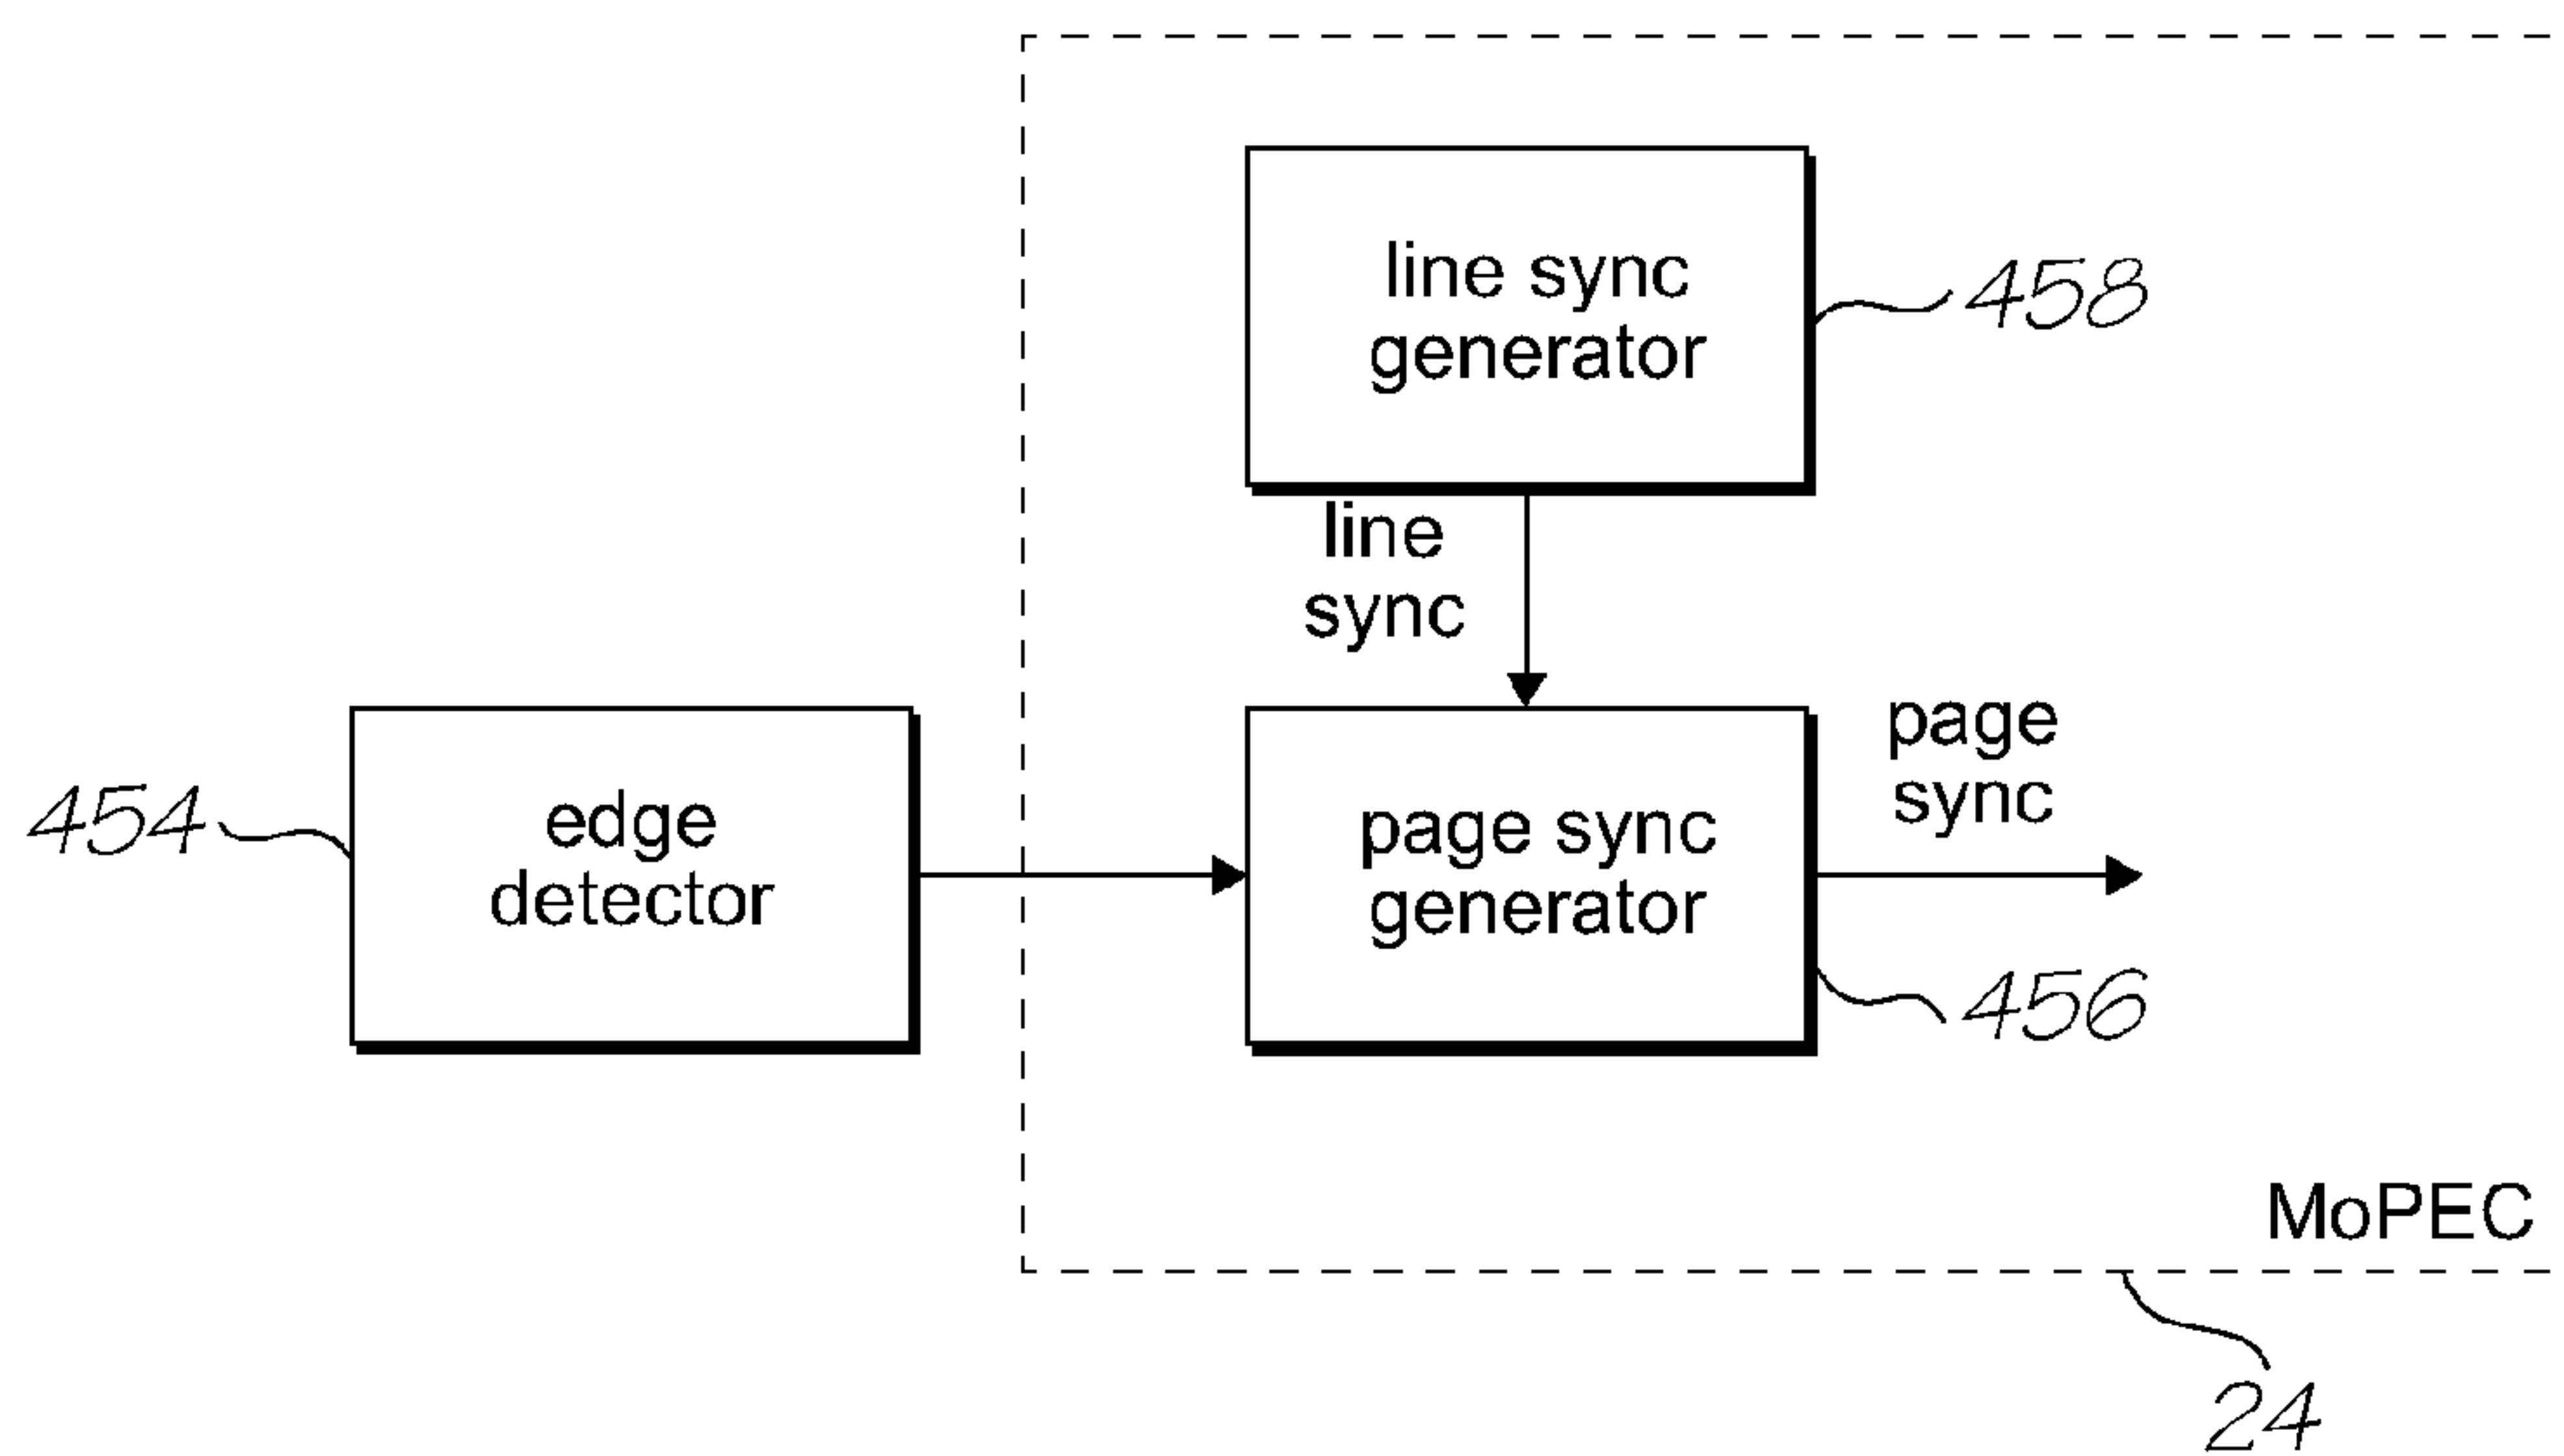 line sync
generator
458
line
sync
454
edge
detector
page sync
generator
page
sync
456
MoPEC
24